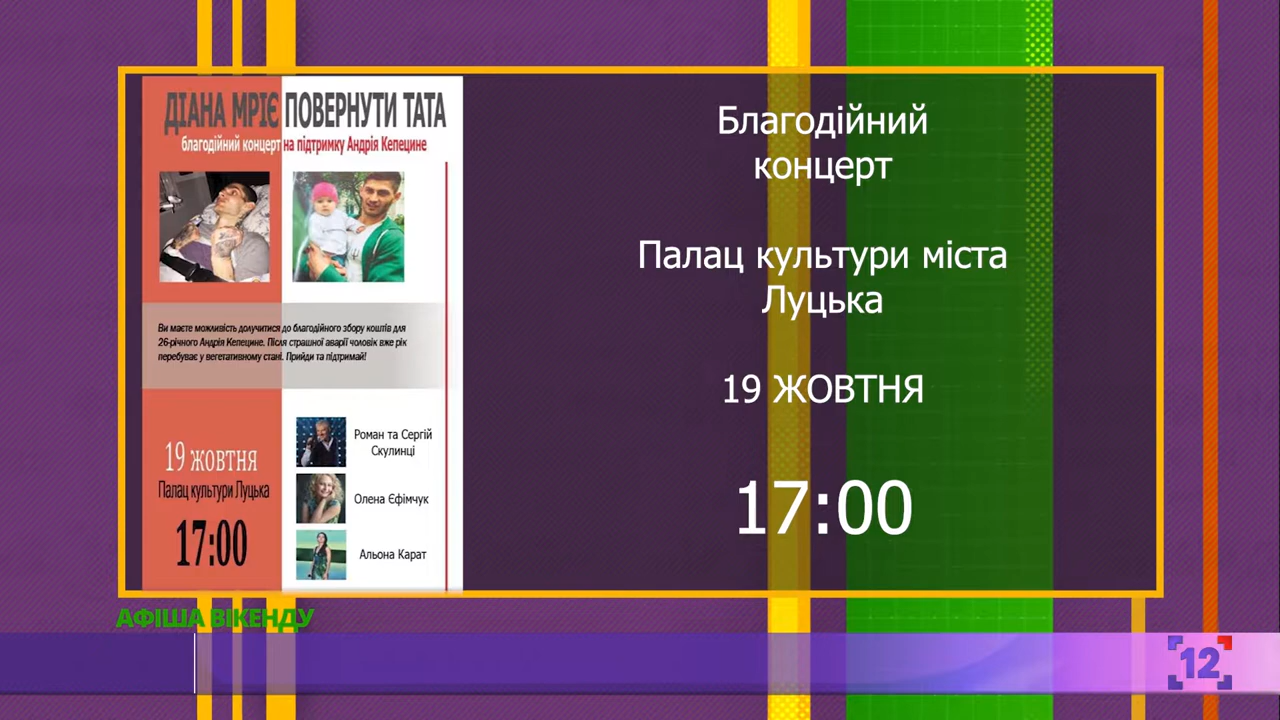 ДІАНА МРІЄ ПОВЕРНУТИ ТАТА
благодійний концерт на підтримку Андрія Кепецине
Ви маєте можливість долучитися до благодійного збору коштів для
26-річного Андрія Кепецине. Після страшної аварії чоловік вже рік
перебуває у вегетативному стані. Прийди та підтримай!
19 жовтня
Палац культури Луцька
17:00
Роман та Сергій
Скулинці
Олена Єфімчук
Альона Карат
Благодійний
концерт
Палац культури міста
Луцька
19 ЖОВТНЯ
17:00
АФІША ВІКЕНДУ
12